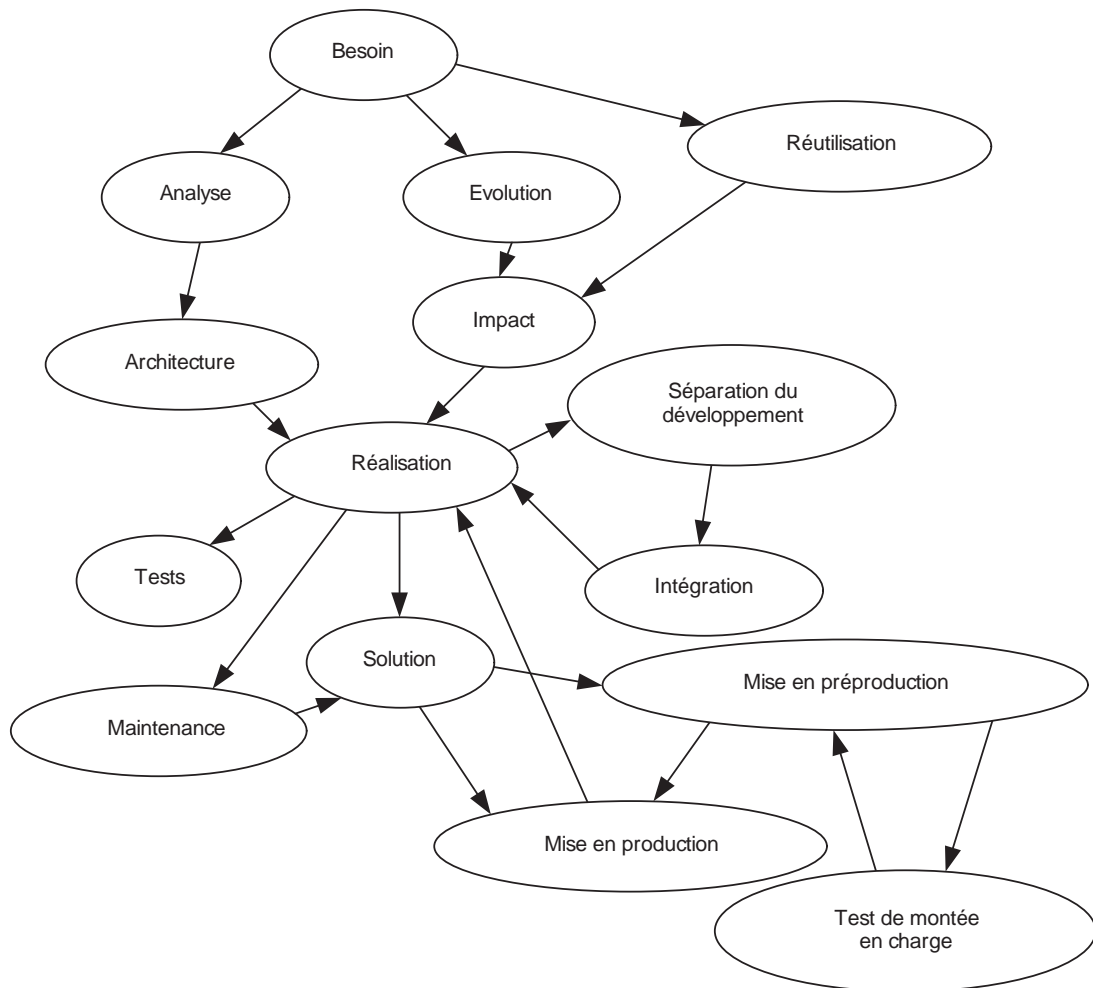 Besoin
Réutilisation
Analyse
Evolution
Impact
Architecture
Séparation du
développement
Réalisation
Tests
Intégration
Solution
Mise en préproduction
Maintenance
Mise en production
Test de montée
en charge